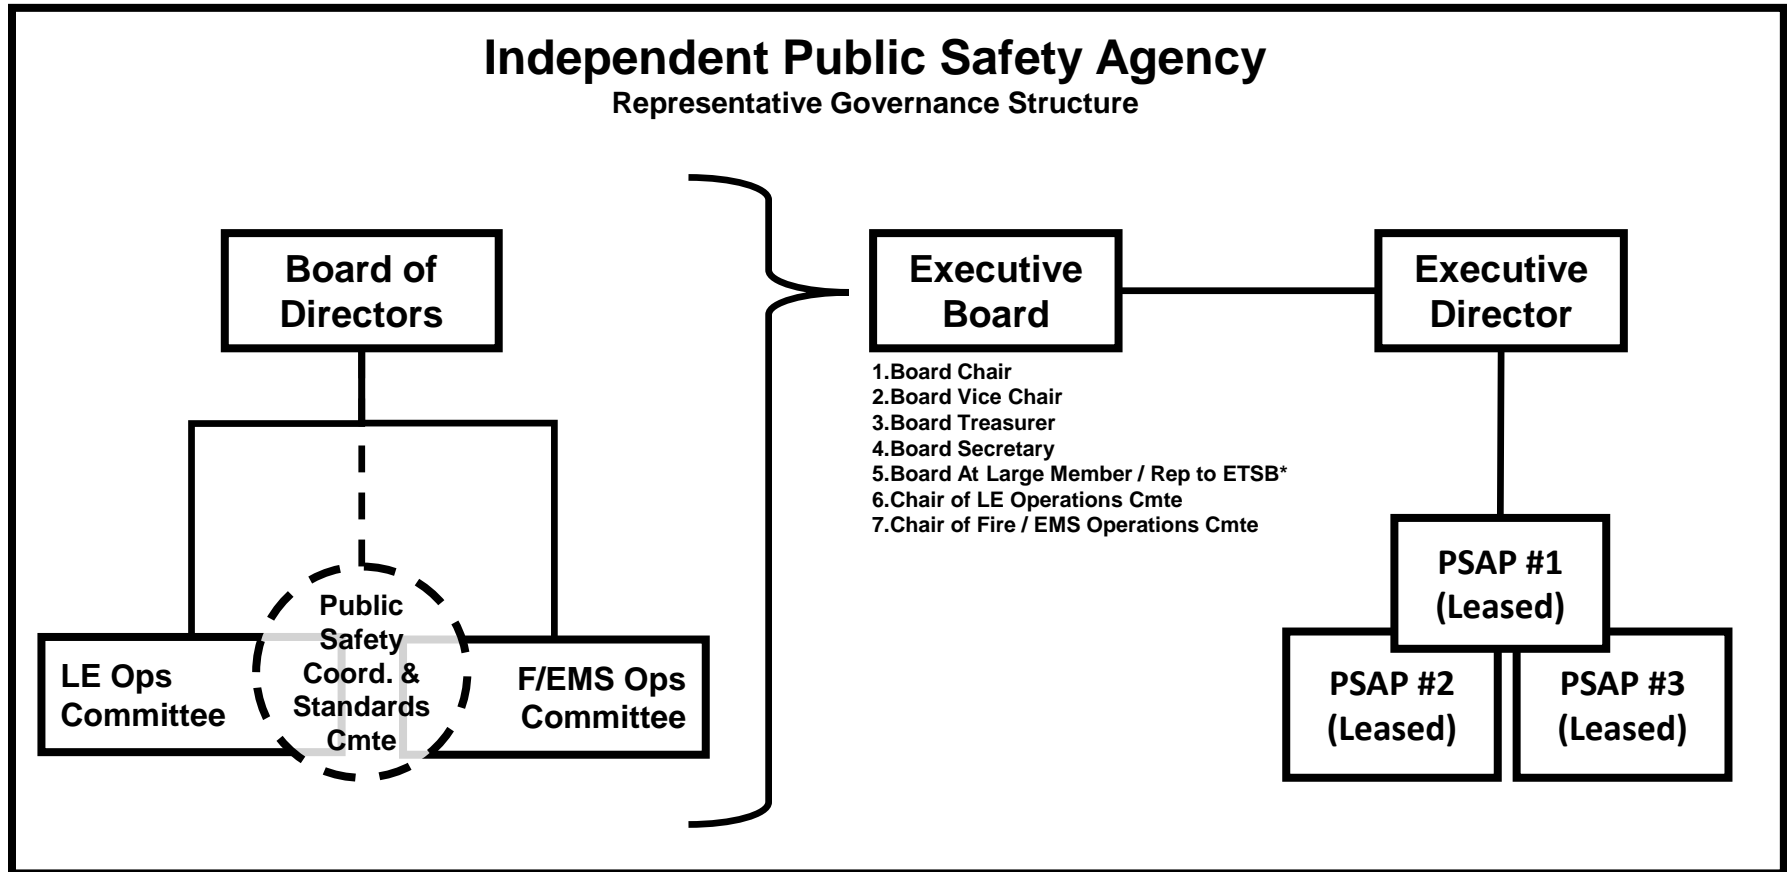 Independent Public Safety Agency
Representative Governance Structure
Board of
Directors
LE Ops
Committee
Public
Safety
Coord. &
Standards
Cmte
F/EMS Ops
Committee
Executive
Board
1.Board Chair
2.Board Vice Chair
3.Board Treasurer
4.Board Secretary
5.Board At Large Member / Rep to ETSB*
6.Chair of LE Operations Cmte
7.Chair of Fire / EMS Operations Cmte
Executive
Director
PSAP #1
(Leased)
PSAP #2
(Leased)
PSAP #3
(Leased)